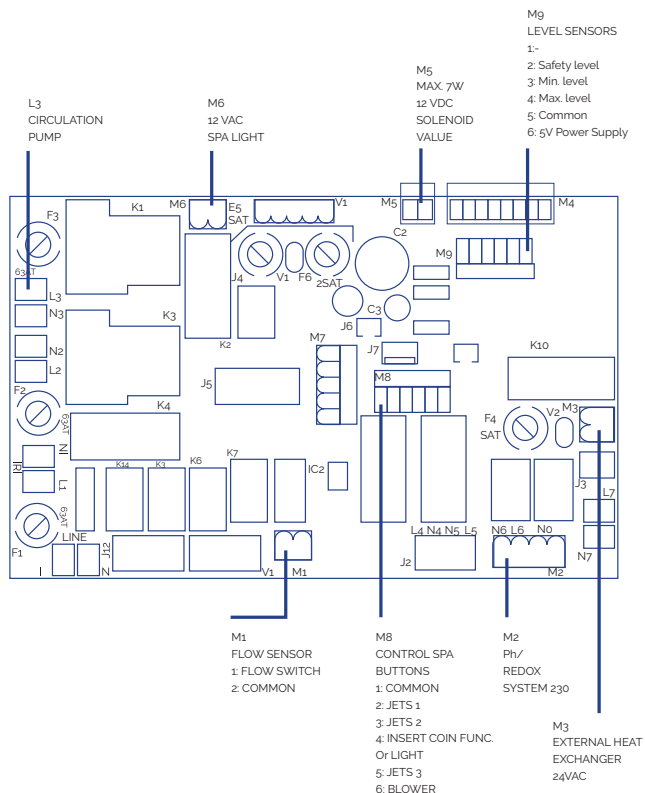 M9
LEVEL SENSORS
1:-
2: Safety level
3: Min. level
4: Max. level
5: Common
6: 5V Power Supply
M5
MAX. 7W
12 VDC
SOLENOID
VALUE
L3
CIRCULATION
PUMP
M6
12 VAC
SPA LIGHT
K1
M6
E5
SAT
V1
M5
M4
F3
C2
M9
63AT
J4
V1
F6
2SAT
L3
N3
K3
C3
J6
K2
M7
J7
K10
N2
L2
J5
M8
F2
63AT
K4
F4
SAT
V2
M3
NI
IRI
K14
K3
K6
K7
IC2
L1
J3
L7
63AT
F1
LINE
J12
L4 N4 N5 L5
N6 L6
N0
J2
N7
I
N
V1
M1
M2
M1
FLOW SENSOR
1: FLOW SWITCH
2: COMMON
M8
CONTROL SPA
BUTTONS
1: COMMON
2: JETS 1
3: JETS 2
4: INSERT COIN FUNC.
Or LIGHT
5: JETS 3
6: BLOWER
M2
Ph/
REDOX
SYSTEM 230
M3
EXTERNAL HEAT
EXCHANGER
24VAC